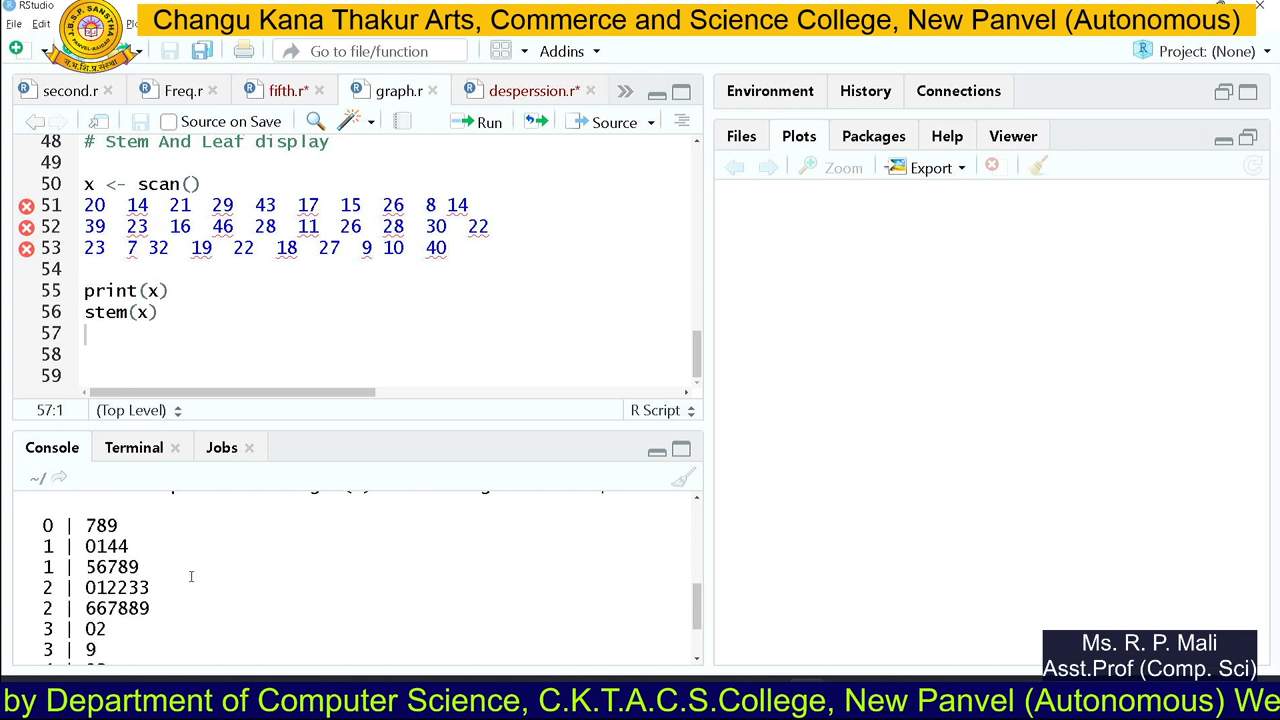 RStudio
Changu Kana Thakur Arts, Commerce and Science College, New Panvel (Autonomous)
File Edit
Go to file/function Addins Project: (None)
second.r Freq.r fifth.r* graph.r desperssion.r*
Source on Save Run Source
48 # Stem And Leaf display
49
50 x <- scan()
51 20 14 21 29 43 17 15 26 8 14
52 39 23 16 46 28 11 26 28 30 22
53 23 7 32 19 22 18 27 9 10 40
54
55 print(x)
56 stem(x)
57
58
59
57:1 (Top Level) R Script
Console Terminal Jobs
~/
0 | 789
1 | 0144
1 | 56789
2 | 012233
2 | 667889
3 | 02
3 | 9
Environment History Connections
Files Plots Packages Help Viewer
Zoom Export
Ms. R. P. Mali
Asst.Prof (Comp. Sci)
by Department of Computer Science, C.K.T.A.C.S.College, New Panvel (Autonomous) We